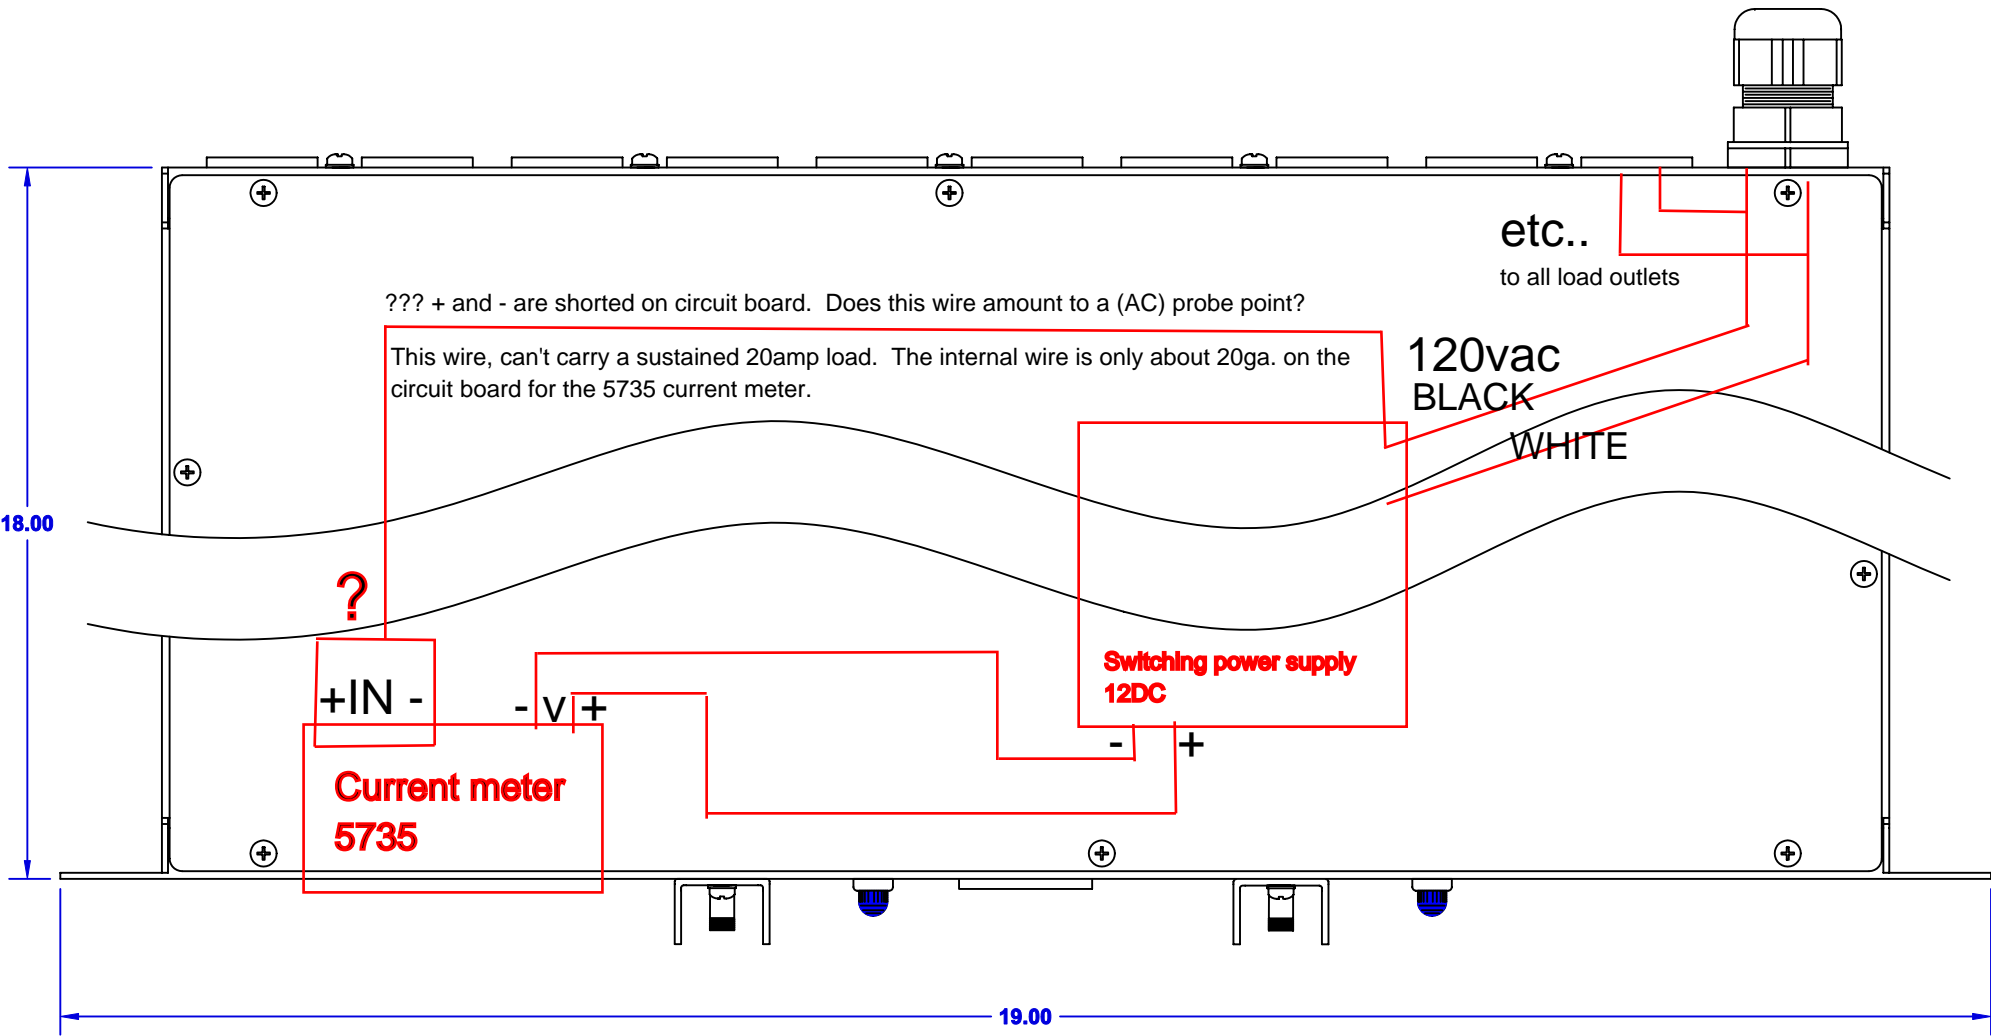 etc..
to all load outlets
??? + and - are shorted on circuit board.  Does this wire amount to a (AC) probe point?
This wire, can't carry a sustained 20amp load.  The internal wire is only about 20ga. on the
circuit board for the 5735 current meter.
120vac
BLACK
WHITE
18.00
?
Switching power supply
12DC
+IN -
- v +
- +
Current meter
5735
19.00